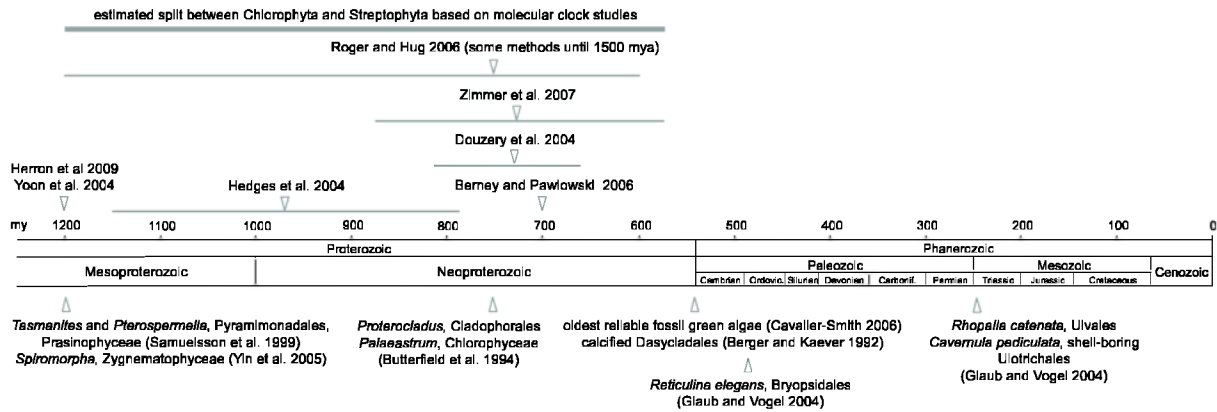 estimated split between Chlorophyta and Streptophyta based on molecular clock studies
Roger and Hug 2006 (some methods until 1500 mya)
Zimmer et al. 2007
Douzery et al. 2004
Herron et al 2009
Yoon et al. 2004
Hedges et al. 2004
Berney and Pawlowski 2006
my 1200 1100 1000 900 800 700 600 500 400 300 200 100 0
Proterozoic Phanerozoic
Mesoproterozoic Neoproterozoic Paleozoic Mesozoic Cenozoic
Cambrian Ordovic. Silurian Devonian Carbonif. Permian Triassic Jurassic Cretaceous
Tasmanites and Pterospermella, Pyramimonadales,
Prasinophyceae (Samuelsson et al. 1999)
Spiromorpha, Zygnematophyceae (Yin et al. 2005)
Proterocladus, Cladophorales
Palaeastrum, Chlorophyceae
(Butterfield et al. 1994)
oldest reliable fossil green algae (Cavalier-Smith 2006)
calcified Dasycladales (Berger and Kaever 1992)
Reticulina elegans, Bryopsidales
(Glaub and Vogel 2004)
Rhopalia catenata, Ulvales
Cavernula pediculata, shell-boring
Ulotrichales
(Glaub and Vogel 2004)